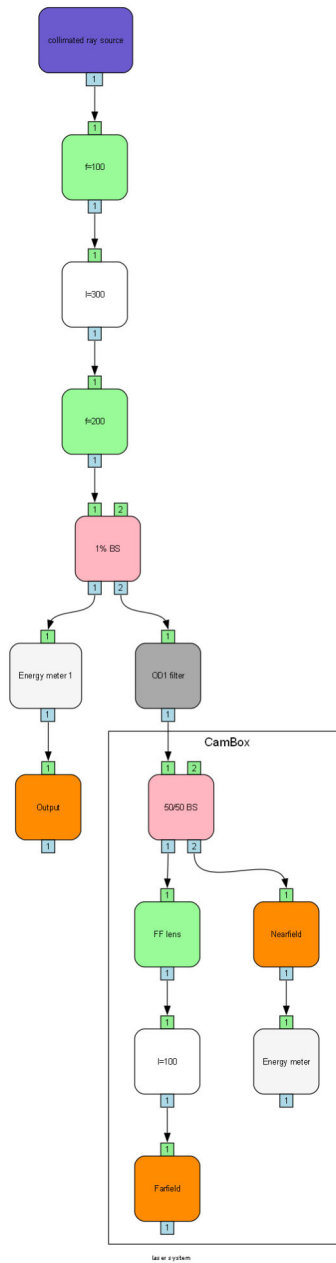 collimated ray source
1
1
f=100
1
1
l=300
1
1
f=200
1
1 2
1% BS
1 2
1 1
Energy meter 1 OD1 filter
1 1
CamBox
1 1 2
Output 50/50 BS
1 1 2
1 1
FF lens Nearfield
1 1
1 1
l=100 Energy meter
1 1
1
Farfield
1
laser system